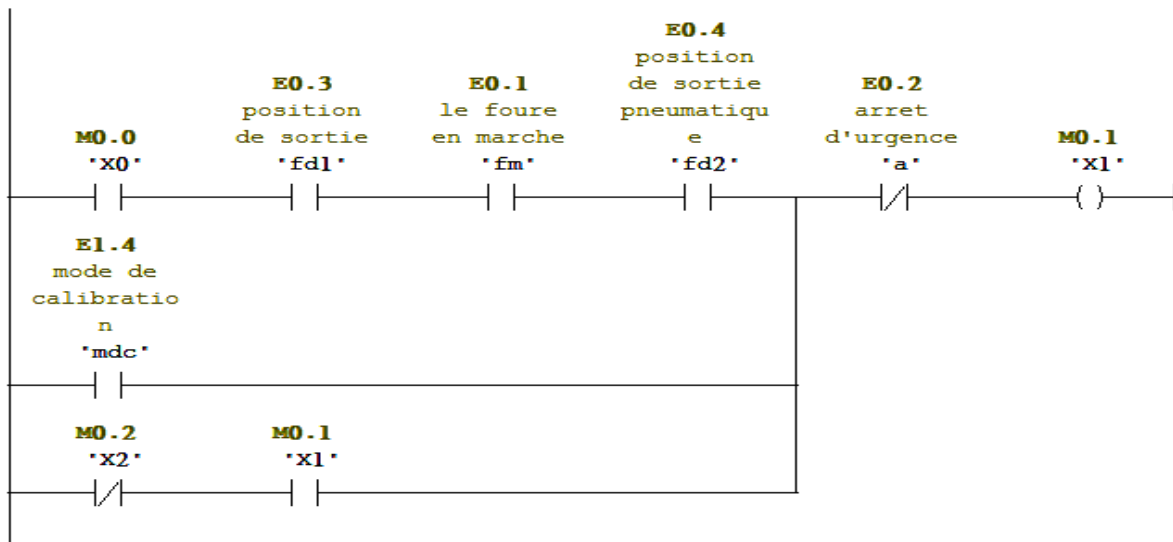 E0.4
position
de sortie
pneumatiqu
e
"fd2"
E0.3
position
de sortie
"fd1"
E0.1
le foure
en marche
"fm"
E0.2
arret
d'urgence
"a"
M0.0
"X0"
M0.1
"X1"
E1.4
mode de
calibratio
n
"mdc"
M0.2
"X2"
M0.1
"X1"